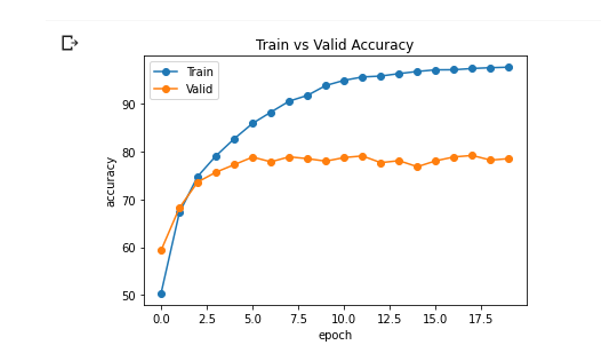 Train vs Valid Accuracy
Train
Valid
90
80
70
60
50
accuracy
0.0 2.5 5.0 7.5 10.0 12.5 15.0 17.5
epoch